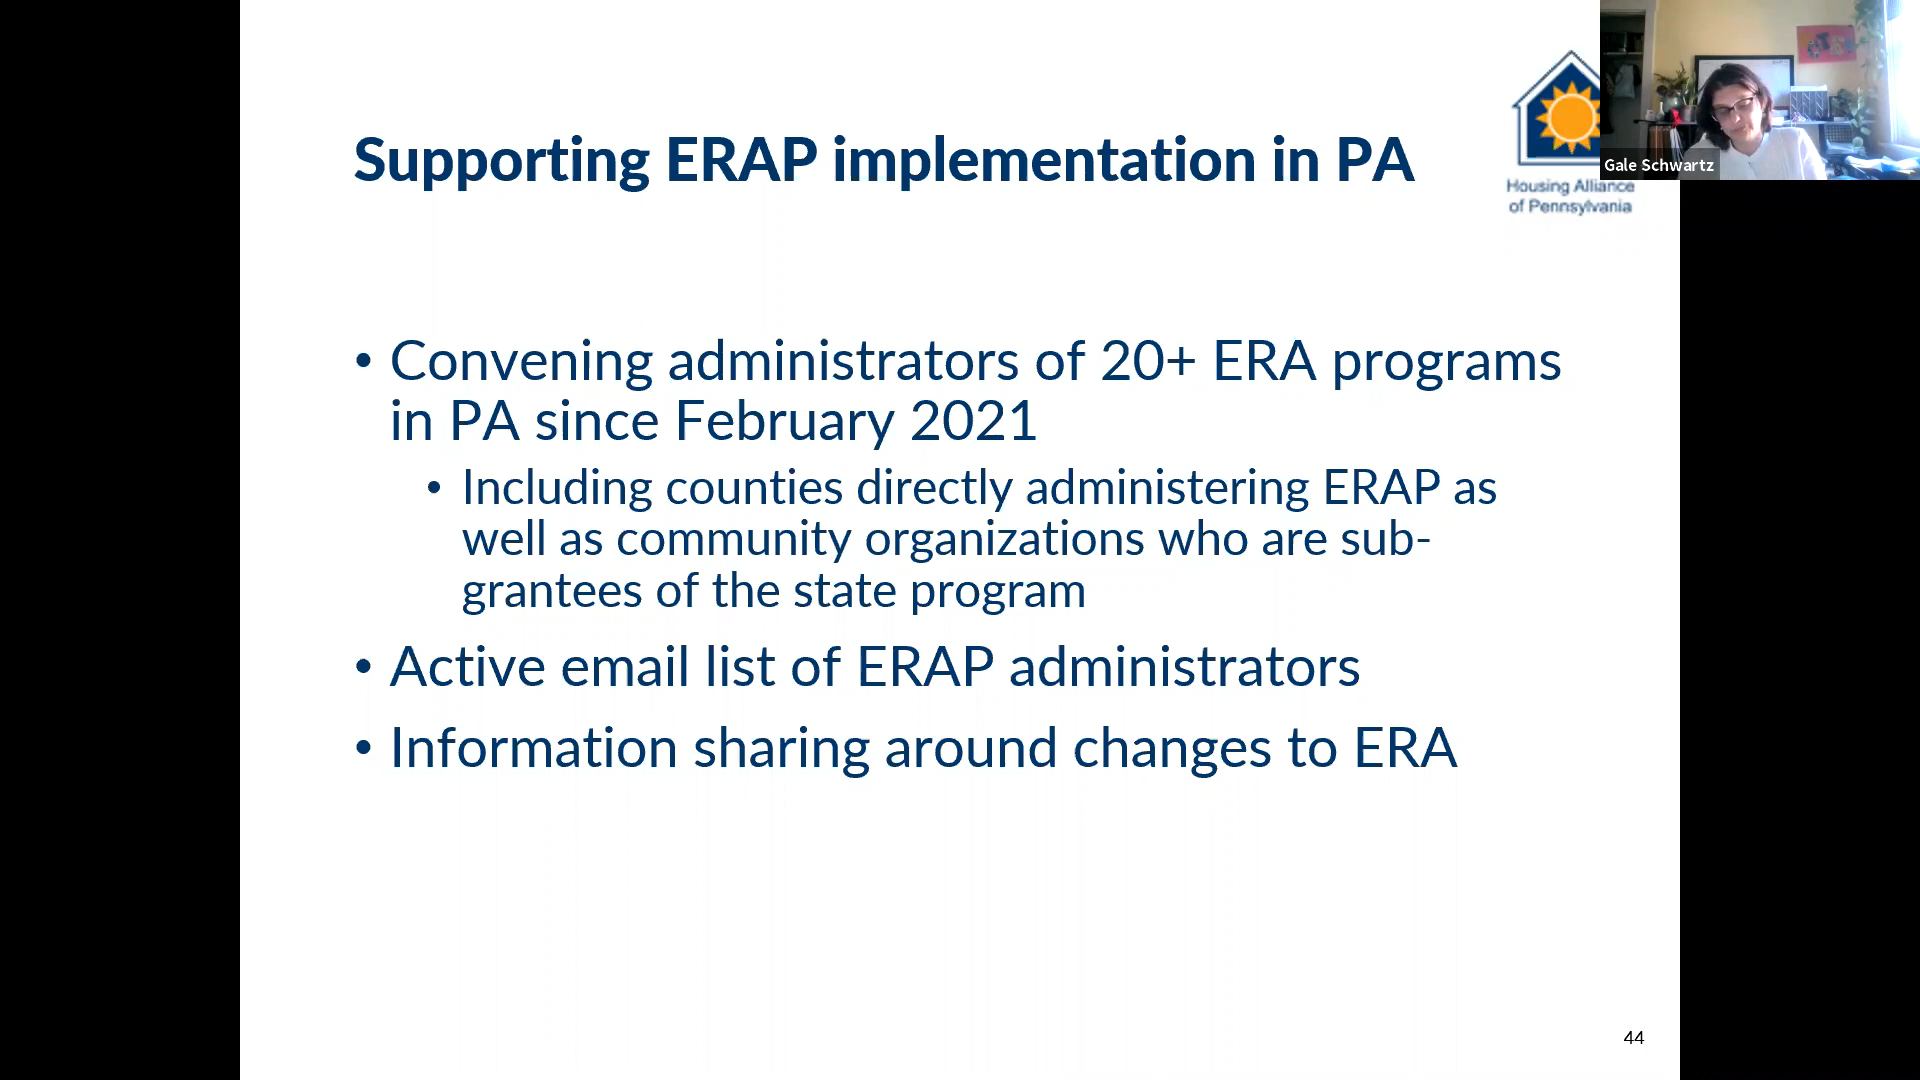 Supporting ERAP implementation in PA
Housing Alliance
of Pennsylvania
Gale Schwartz
• Convening administrators of 20+ ERA programs
in PA since February 2021
• Including counties directly administering ERAP as
well as community organizations who are sub-
grantees of the state program
• Active email list of ERAP administrators
• Information sharing around changes to ERA
44